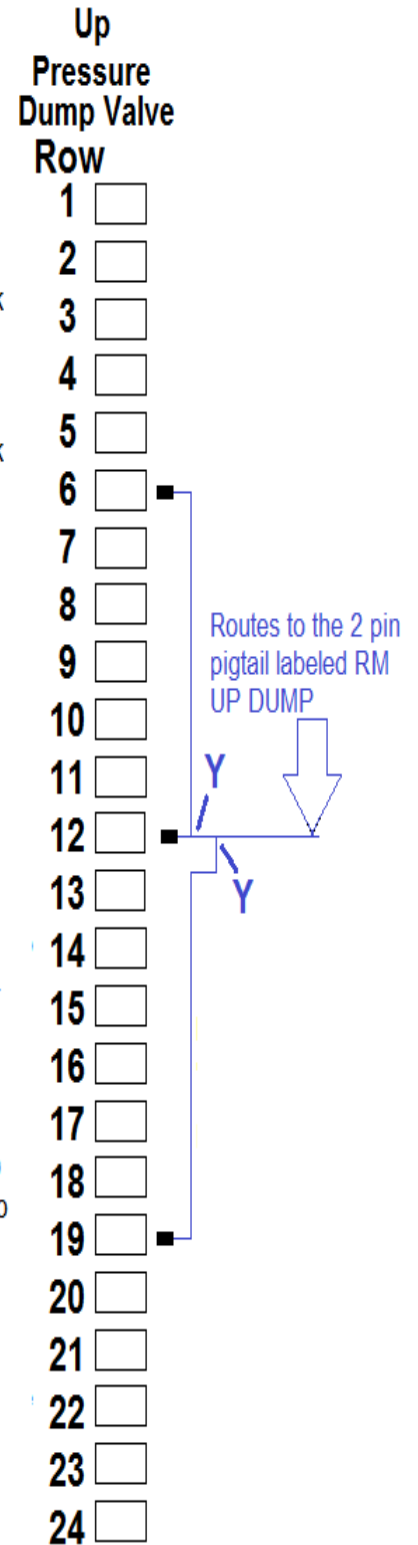 Up
Pressure
Dump Valve
Row
1
2
3
4
5
6
7
8
9
Routes to the 2 pin
pigtail labeled RM
UP DUMP
10
11
Y
12
13
Y
14
15
16
17
18
19
20
21
22
23
24